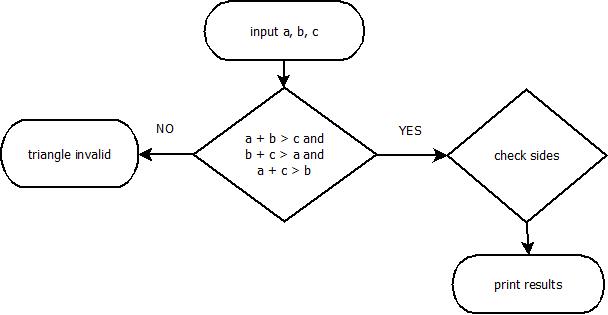 input a, b, c
NO
YES
triangle invalid
a + b > c and
b + c > a and
a + c > b
check sides
print results